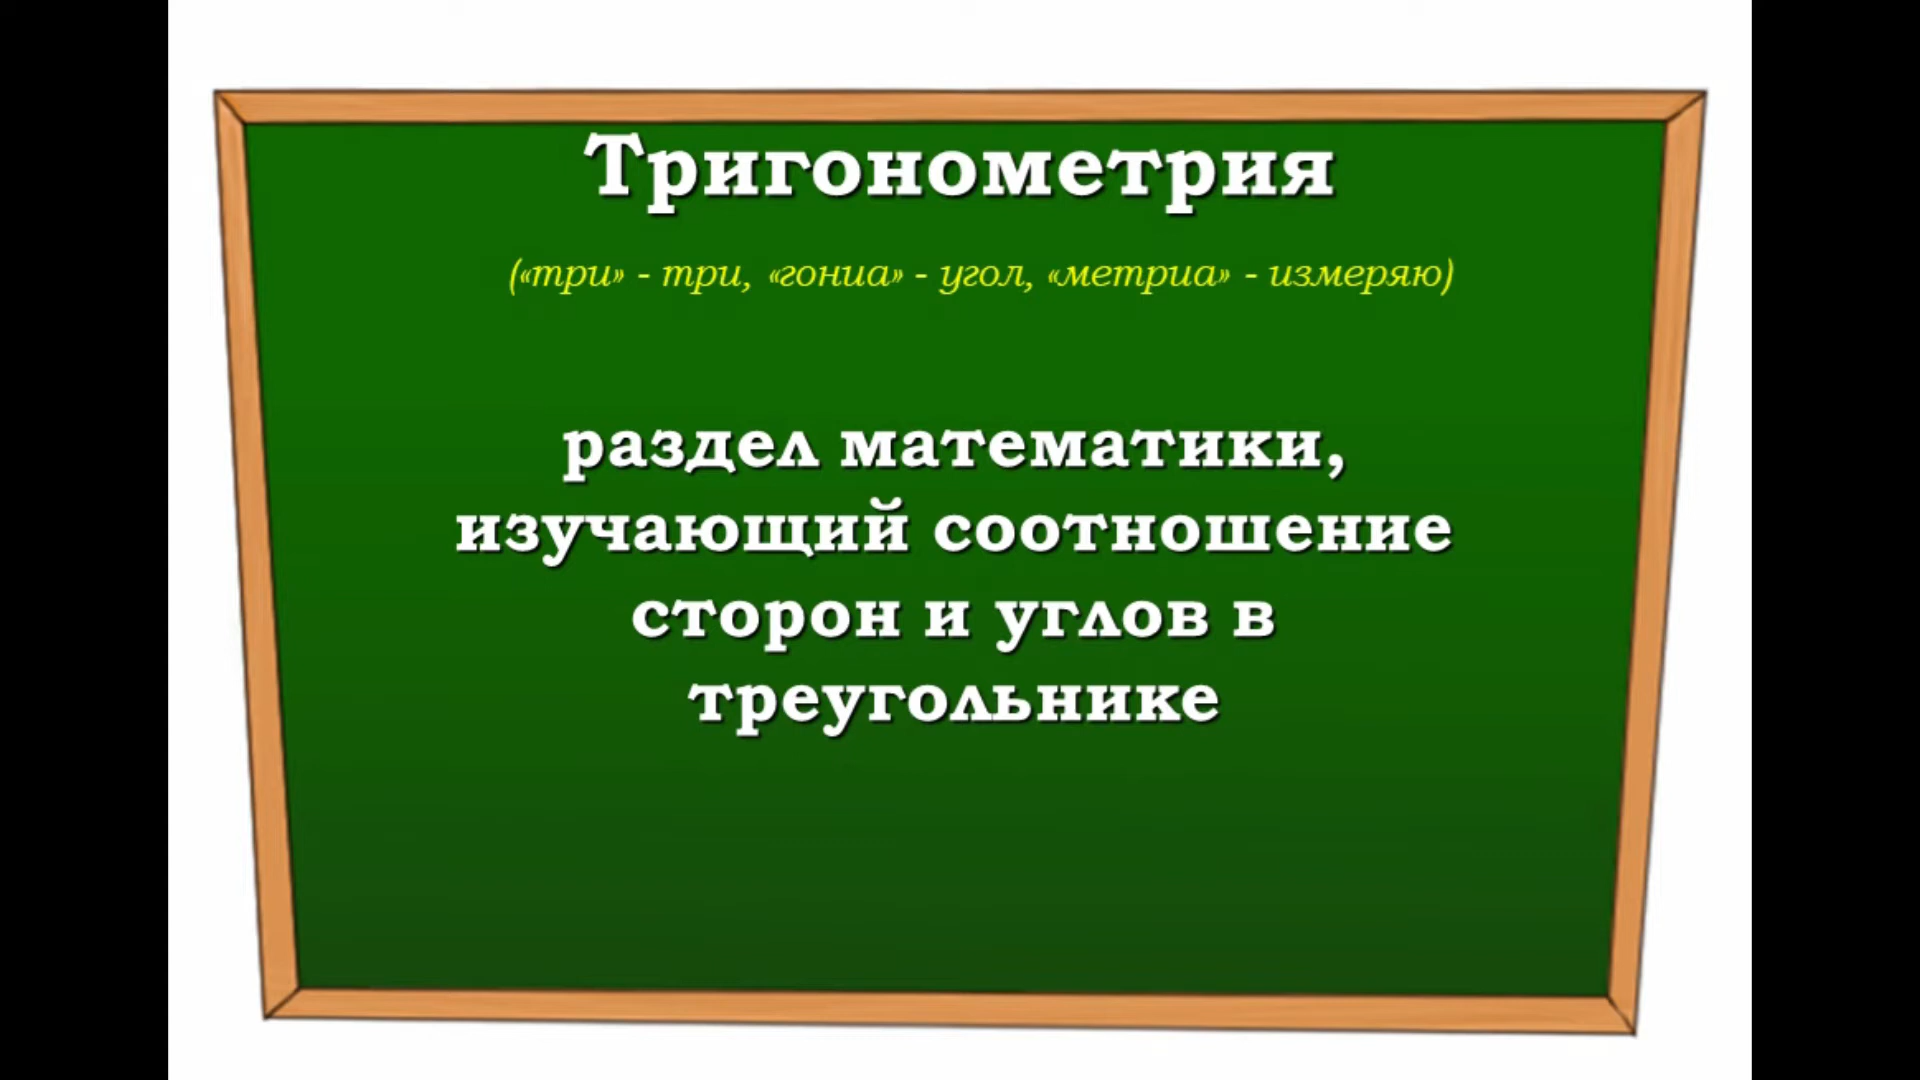 Тригонометрия
(«три» - три, «гониа» - угол, «метриа» - измеряю)
раздел математики,
изучающий соотношение
сторон и углов в
треугольнике